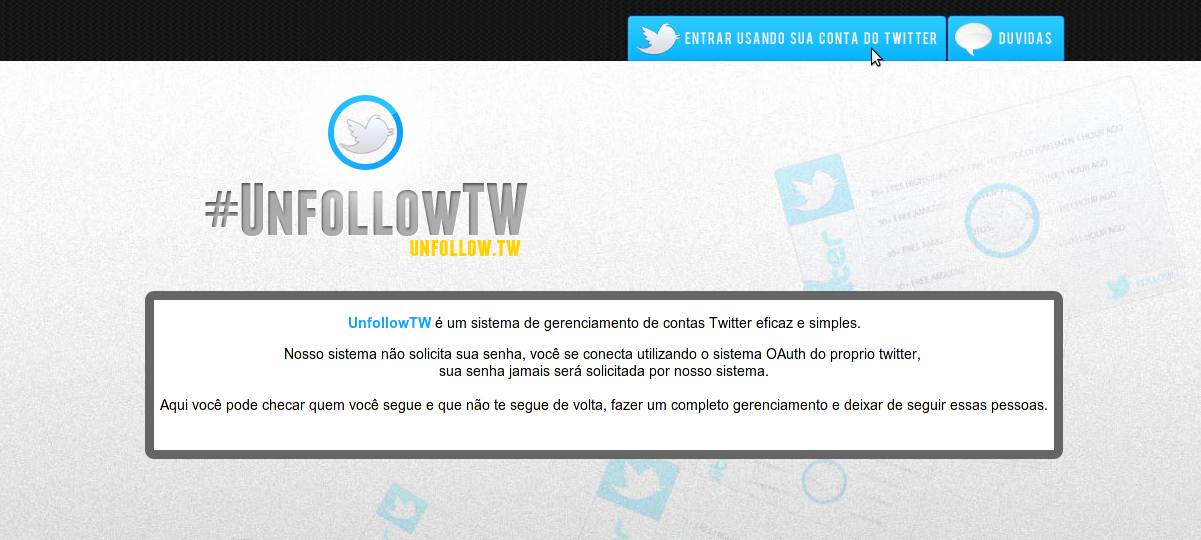 ENTRAR USANDO SUA CONTA DO TWITTER
DUVIDAS
#UNFOLLOWTW
UNFOLLOW.TW
UnfollowTW é um sistema de gerenciamento de contas Twitter eficaz e simples.
Nosso sistema não solicita sua senha, você se conecta utilizando o sistema OAuth do proprio twitter,
sua senha jamais será solicitada por nosso sistema.
Aqui você pode checar quem você segue e que não te segue de volta, fazer um completo gerenciamento e deixar de seguir essas pessoas.